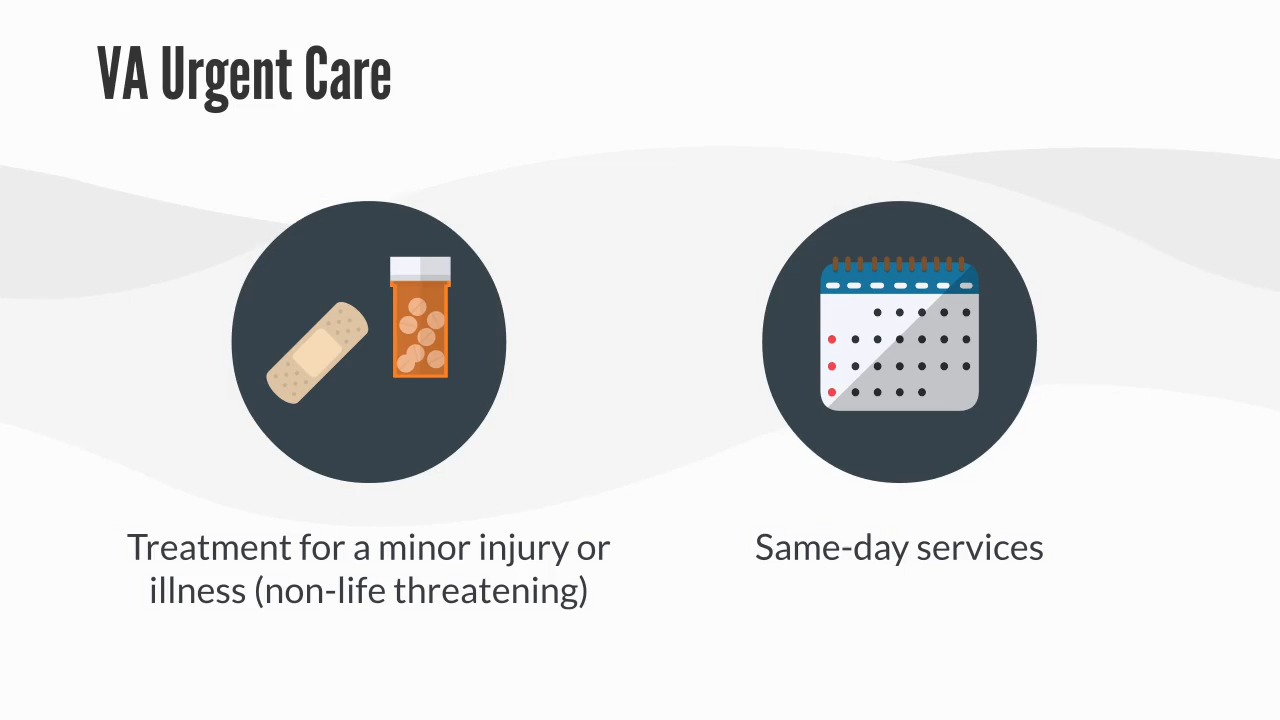 VA Urgent Care
Treatment for a minor injury or
illness (non-life threatening)
Same-day services